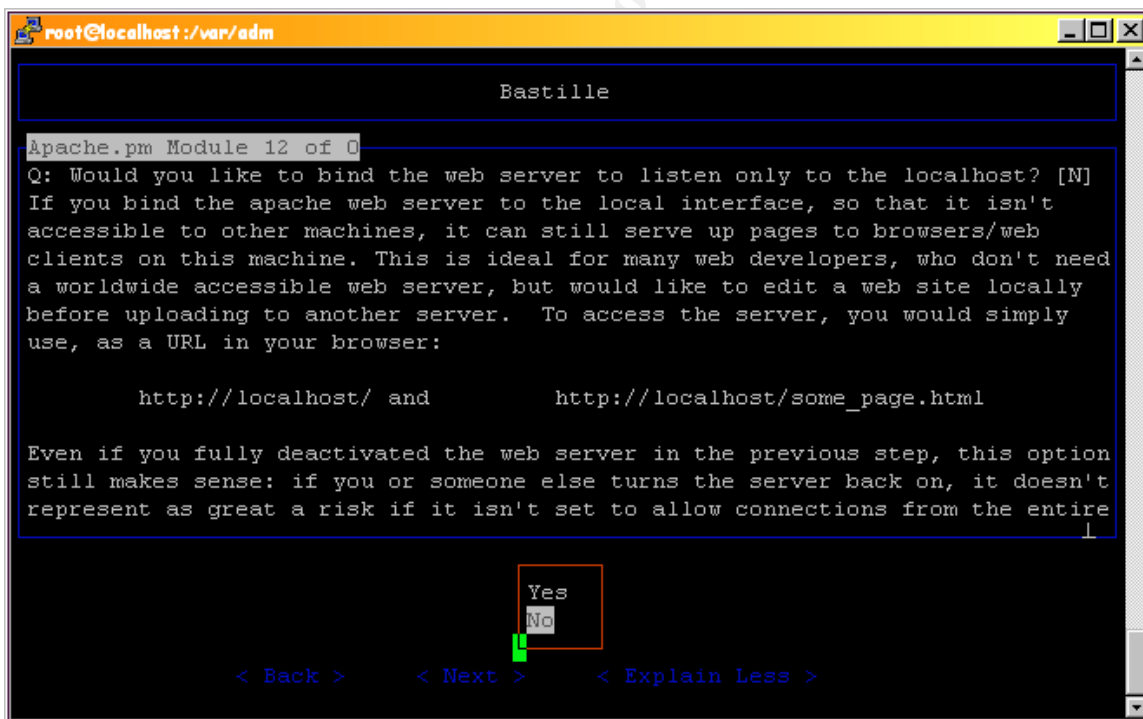 root@localhost:/var/adm
Bastille
Apache.pm Module 12 of 0
Q: Would you like to bind the web server to listen only to the localhost? [N]
If you bind the apache web server to the local interface, so that it isn't
accessible to other machines, it can still serve up pages to browsers/web
clients on this machine. This is ideal for many web developers, who don't need
a worldwide accessible web server, but would like to edit a web site locally
before uploading to another server.  To access the server, you would simply
use, as a URL in your browser:
http://localhost/ and http://localhost/some_page.html
Even if you fully deactivated the web server in the previous step, this option
still makes sense: if you or someone else turns the server back on, it doesn't
represent as great a risk if it isn't set to allow connections from the entire
Yes
No
< Back > < Next > < Explain Less >